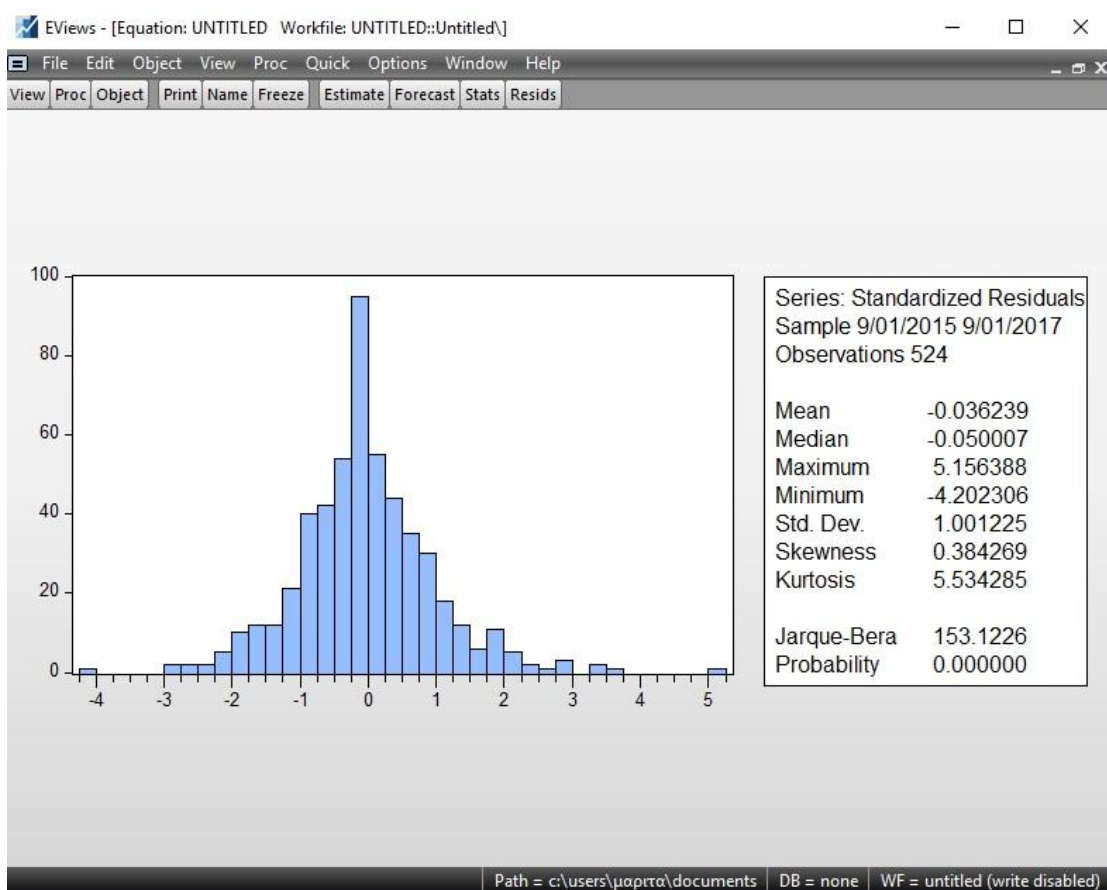 EViews - [Equation: UNTITLED Workfile: UNTITLED::Untitled\]
File Edit Object View Proc Quick Options Window Help
View Proc Object Print Name Freeze Estimate Forecast Stats Resids
100
80
60
40
20
0
-4 -3 -2 -1 0 1 2 3 4 5
Series: Standardized Residuals
Sample 9/01/2015 9/01/2017
Observations 524
Mean -0.036239
Median -0.050007
Maximum 5.156388
Minimum -4.202306
Std. Dev. 1.001225
Skewness 0.384269
Kurtosis 5.534285
Jarque-Bera 153.1226
Probability 0.000000
Path = c:\users\μαριτα\documents DB = none WF = untitled (write disabled)